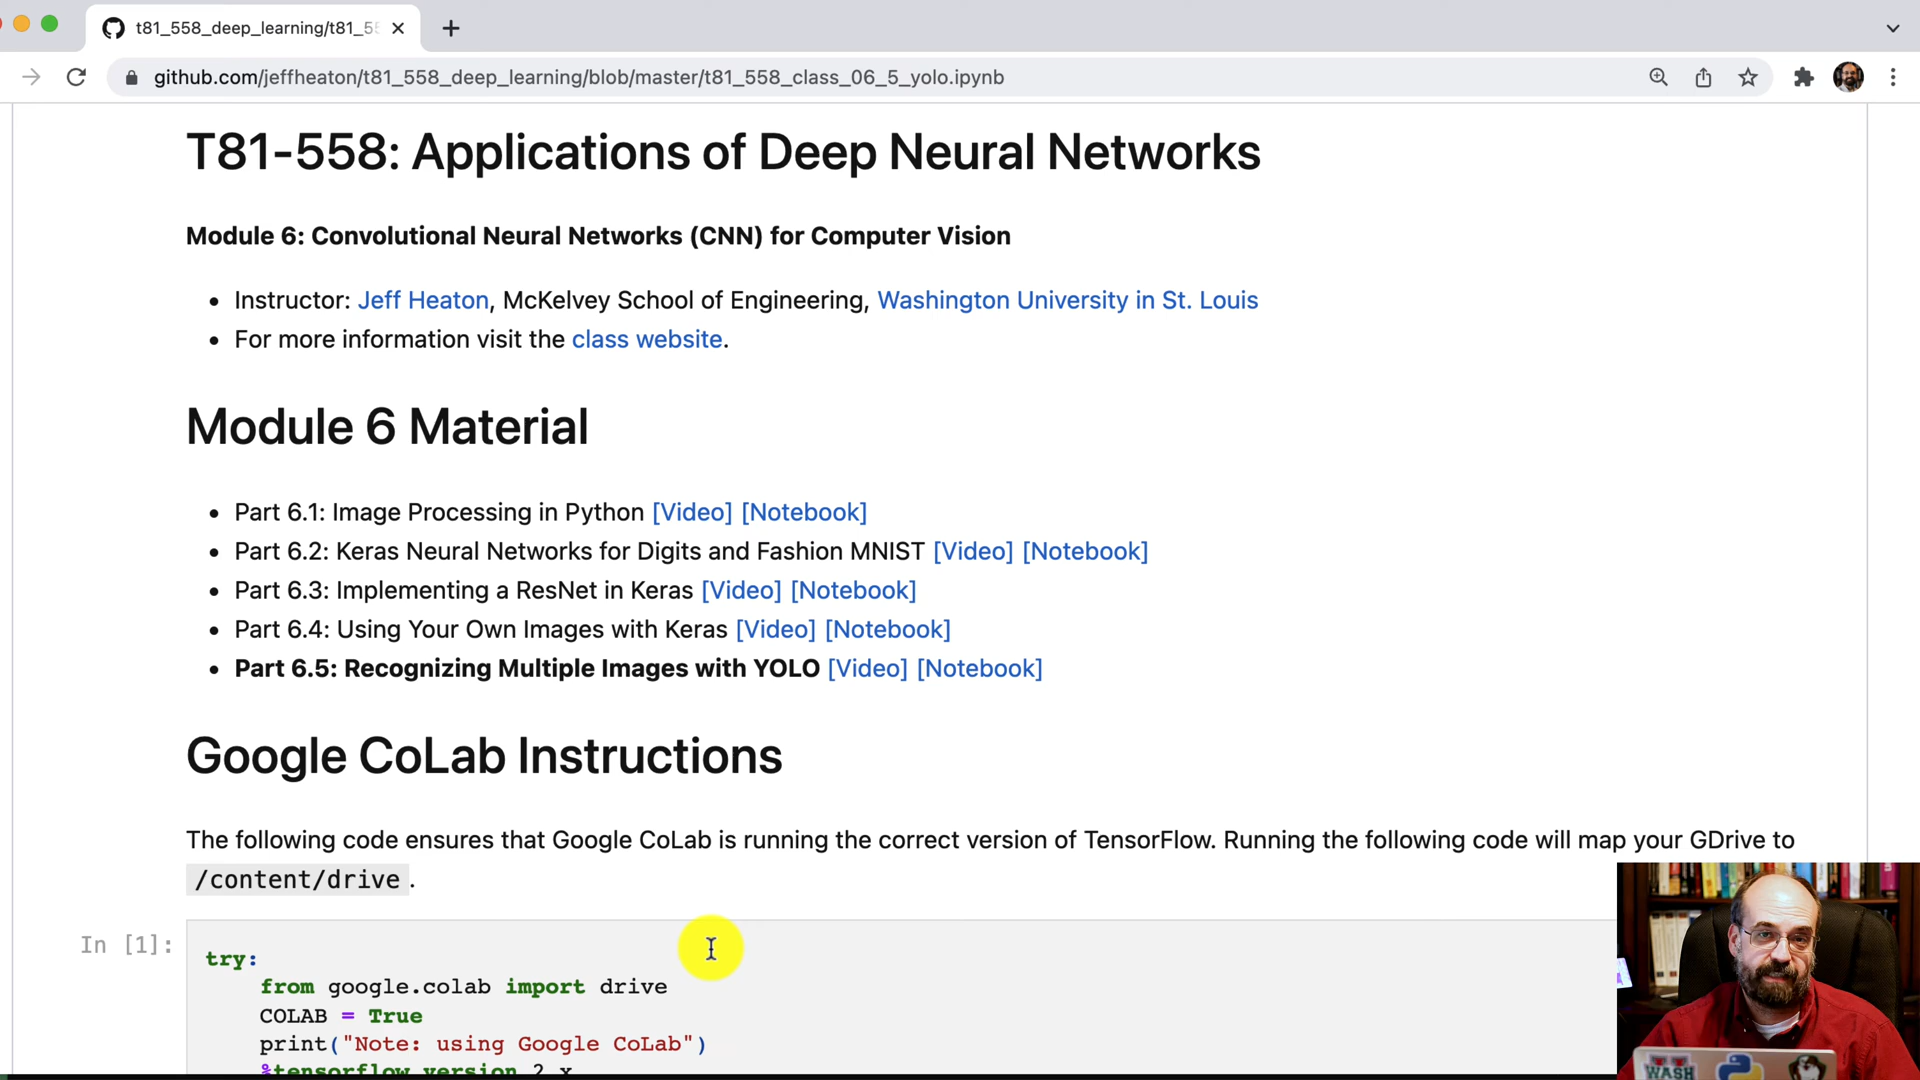 t81_558_deep_learning/t81_55
github.com/jeffheaton/t81_558_deep_learning/blob/master/t81_558_class_06_5_yolo.ipynb
T81-558: Applications of Deep Neural Networks
Module 6: Convolutional Neural Networks (CNN) for Computer Vision
• Instructor: Jeff Heaton, McKelvey School of Engineering, Washington University in St. Louis
• For more information visit the class website.
Module 6 Material
• Part 6.1: Image Processing in Python [Video] [Notebook]
• Part 6.2: Keras Neural Networks for Digits and Fashion MNIST [Video] [Notebook]
• Part 6.3: Implementing a ResNet in Keras [Video] [Notebook]
• Part 6.4: Using Your Own Images with Keras [Video] [Notebook]
• Part 6.5: Recognizing Multiple Images with YOLO [Video] [Notebook]
Google CoLab Instructions
The following code ensures that Google CoLab is running the correct version of TensorFlow. Running the following code will map your GDrive to
/content/drive .
In [1]:
try:
from google.colab import drive
COLAB = True
print("Note: using Google CoLab")
%tensorflow_version 2.x
WASH